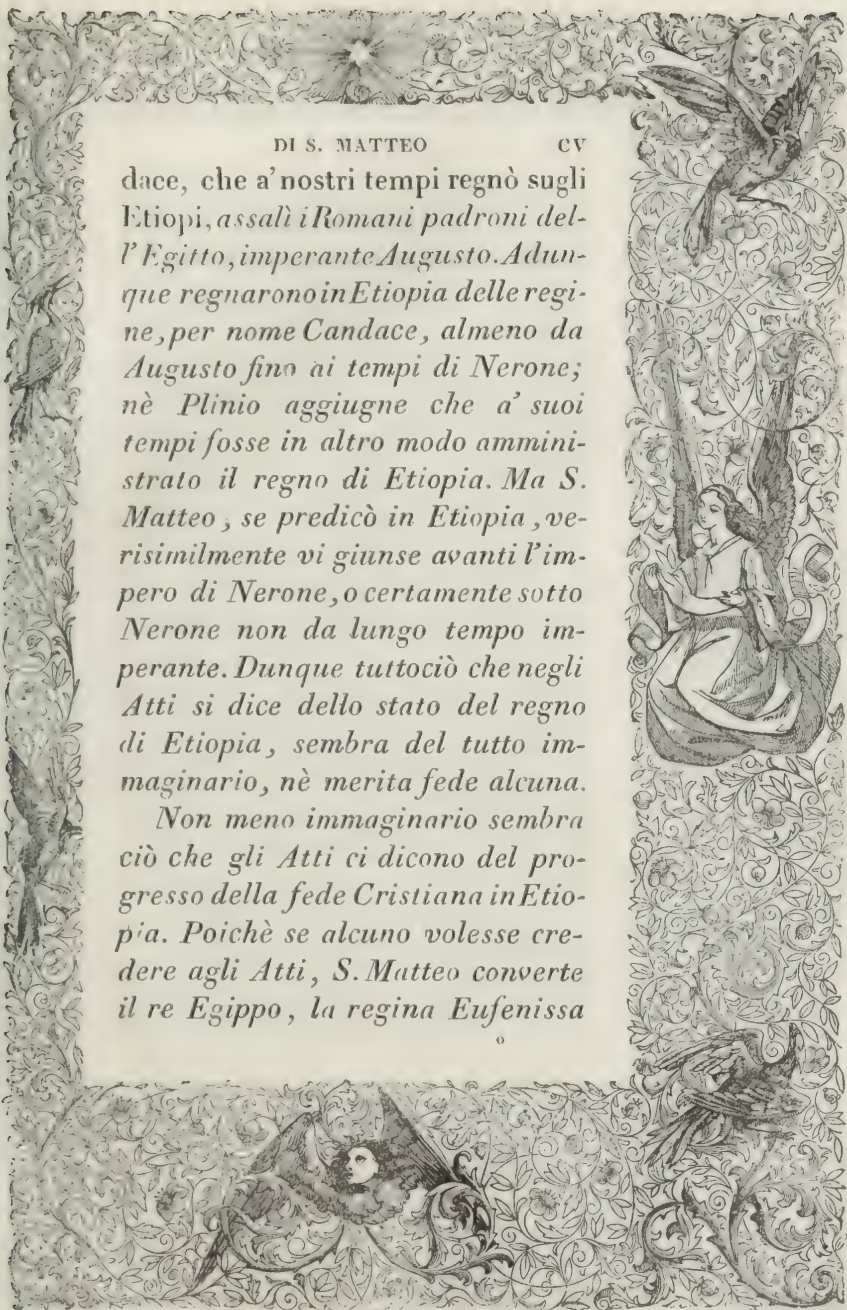 DI S. MATTEO CV
dace, che a' nostri tempi regnò sugli
Etiopi, assalì i Romani padroni del-
l'Egitto, imperante Augusto. Adun-
que regnarono in Etiopia delle regi-
ne, per nome Candace, almeno da
Augusto fino ai tempi di Nerone;
nè Plinio aggiugne che a' suoi
tempi fosse in altro modo ammini-
strato il regno di Etiopia. Ma S.
Matteo, se predicò in Etiopia, ve-
risimilmente vi giunse avanti l'im-
pero di Nerone, o certamente sotto
Nerone non da lungo tempo im-
perante. Dunque tuttociò che negli
Atti si dice dello stato del regno
di Etiopia, sembra del tutto im-
maginario, nè merita fede alcuna.
Non meno immaginario sembra
ciò che gli Atti ci dicono del pro-
gresso della fede Cristiana in Etio-
pia. Poichè se alcuno volesse cre-
dere agli Atti, S. Matteo converte
il re Egippo, la regina Eufenissa
o